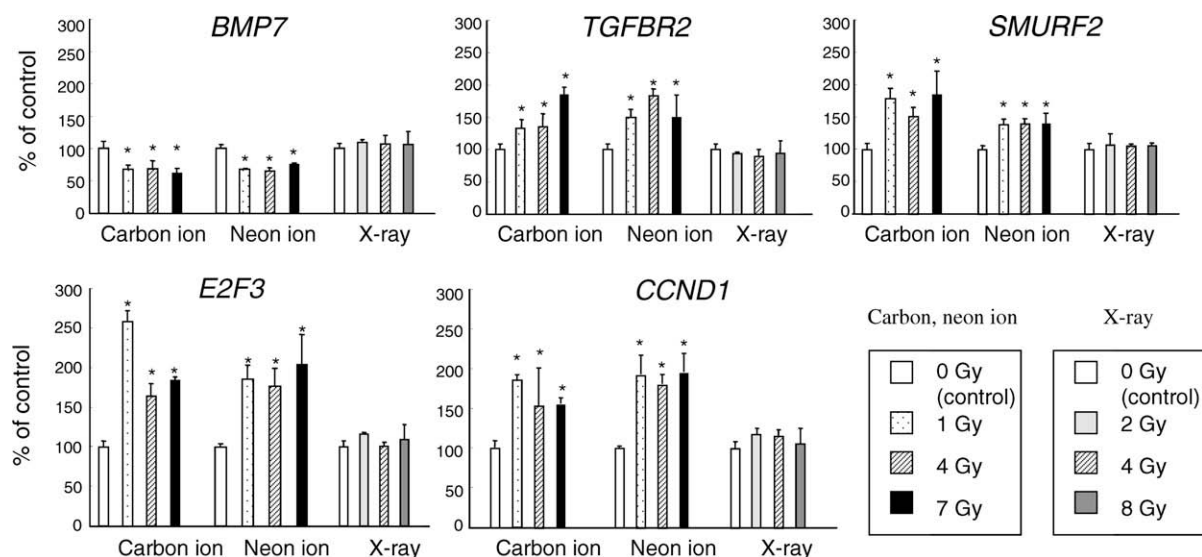 BMP7
% of control
300
250
200
150
100
50
0
* * * * * *
Carbon ion Neon ion X-ray
TGFBR2
300
250
200
150
100
50
0
* * * * * *
Carbon ion Neon ion X-ray
SMURF2
300
250
200
150
100
50
0
* * * * * *
Carbon ion Neon ion X-ray
E2F3
% of control
300
250
200
150
100
50
0
* * * * * *
Carbon ion Neon ion X-ray
CCND1
300
250
200
150
100
50
0
* * * * * *
Carbon ion Neon ion X-ray
Carbon, neon ion
0 Gy
(control)
1 Gy
4 Gy
7 Gy
X-ray
0 Gy
(control)
2 Gy
4 Gy
8 Gy